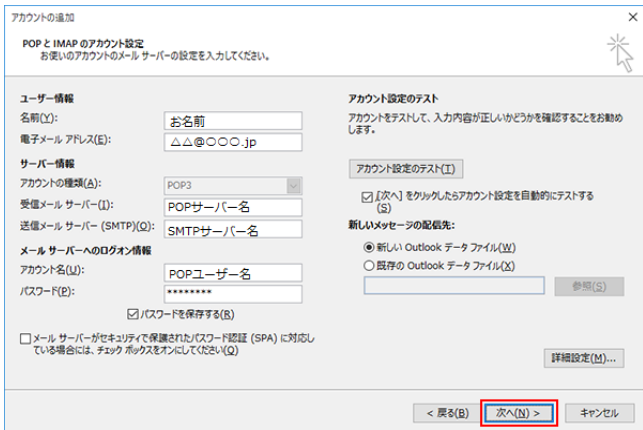 アカウントの追加
POP と IMAP のアカウント設定
お使いのアカウントのメール サーバーの設定を入力してください。
ユーザー情報
名前(Y):
お名前
電子メール アドレス(E):
△△@〇〇〇.jp
サーバー情報
アカウントの種類(A):
POP3
受信メール サーバー(I):
POPサーバー名
送信メール サーバー (SMTP)(O):
SMTPサーバー名
メール サーバーへのログオン情報
アカウント名(U):
POPユーザー名
パスワード(P):
********
パスワードを保存する(R)
メール サーバーがセキュリティで保護されたパスワード認証 (SPA) に対応し
ている場合には、チェック ボックスをオンにしてください(Q)
アカウント設定のテスト
アカウントをテストして、入力内容が正しいかどうかを確認することをお勧め
します。
アカウント設定のテスト(T)
[次へ] をクリックしたらアカウント設定を自動的にテストする
(S)
新しいメッセージの配信先:
新しい Outlook データ ファイル(W)
既存の Outlook データ ファイル(X)
参照(S)
詳細設定(M)...
< 戻る(B)
次へ(N) >
キャンセル